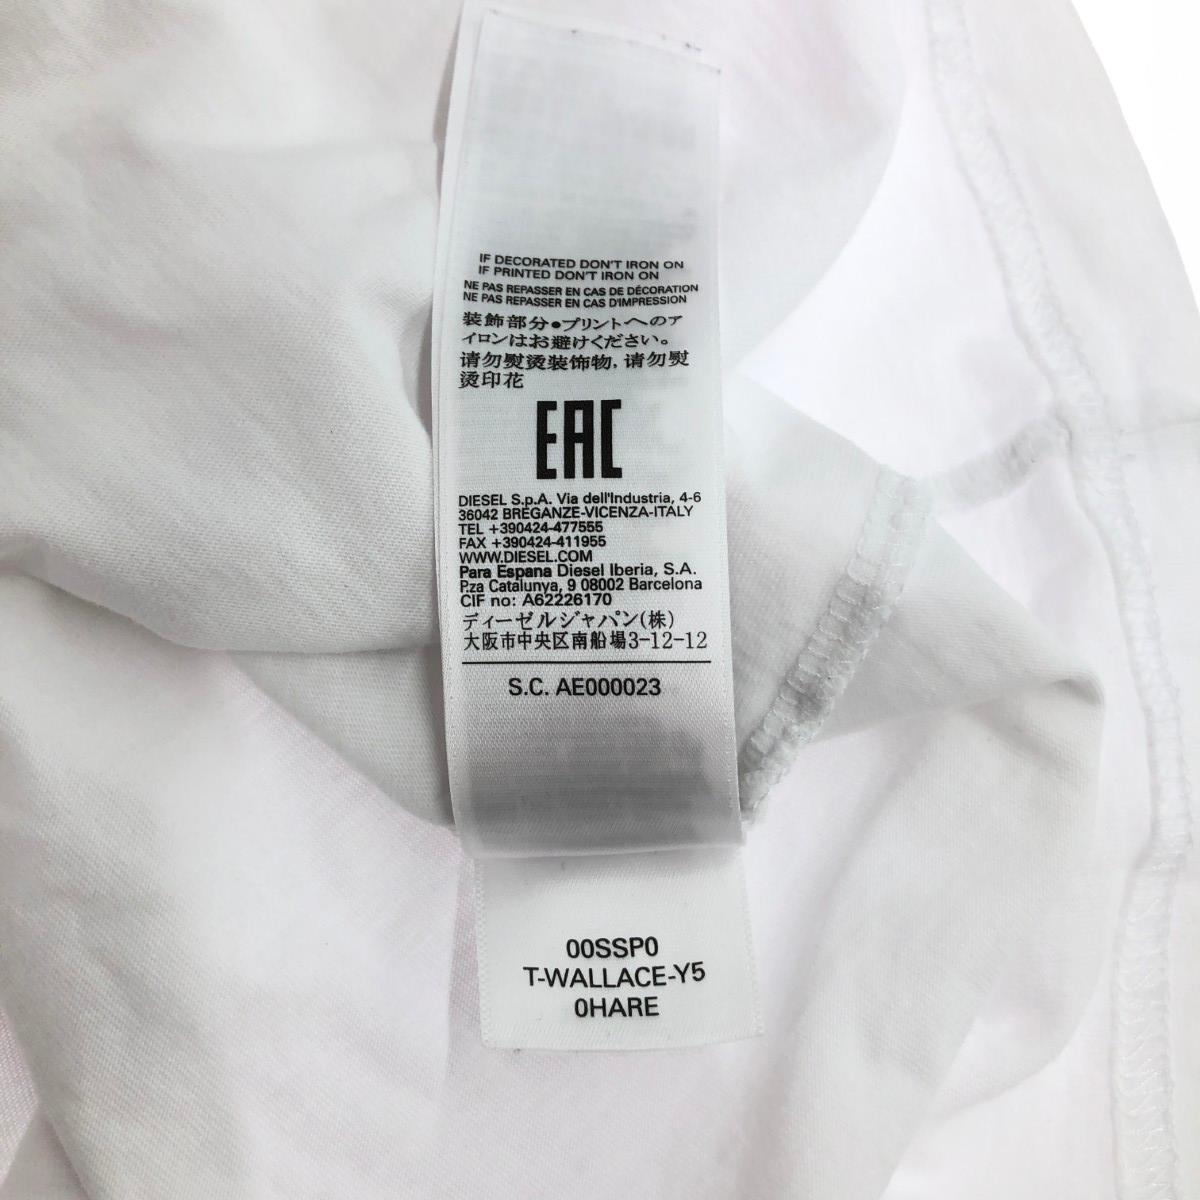 IF DECORATED DON'T IRON ON
IF PRINTED DON'T IRON ON
NE PAS REPASSER EN CAS DE DÉCORATION
NE PAS REPASSER EN CAS D'IMPRESSION
装飾部分●プリントへのア
イロンはお避けください。
请勿熨烫装饰物,请勿熨
烫印花
EAC
DIESEL S.p.A. Via dell'Industria, 4-6
36042 BREGANZE-VICENZA-ITALY
TEL +390424-477555
FAX +390424-411955
WWW.DIESEL.COM
Para Espana Diesel Iberia, S.A.
P.za Catalunya, 9 08002 Barcelona
CIF no: A62226170
ディーゼルジャパン(株)
大阪市中央区南船場3-12-12
S.C. AE000023
00SSP0
T-WALLACE-Y5
0HARE